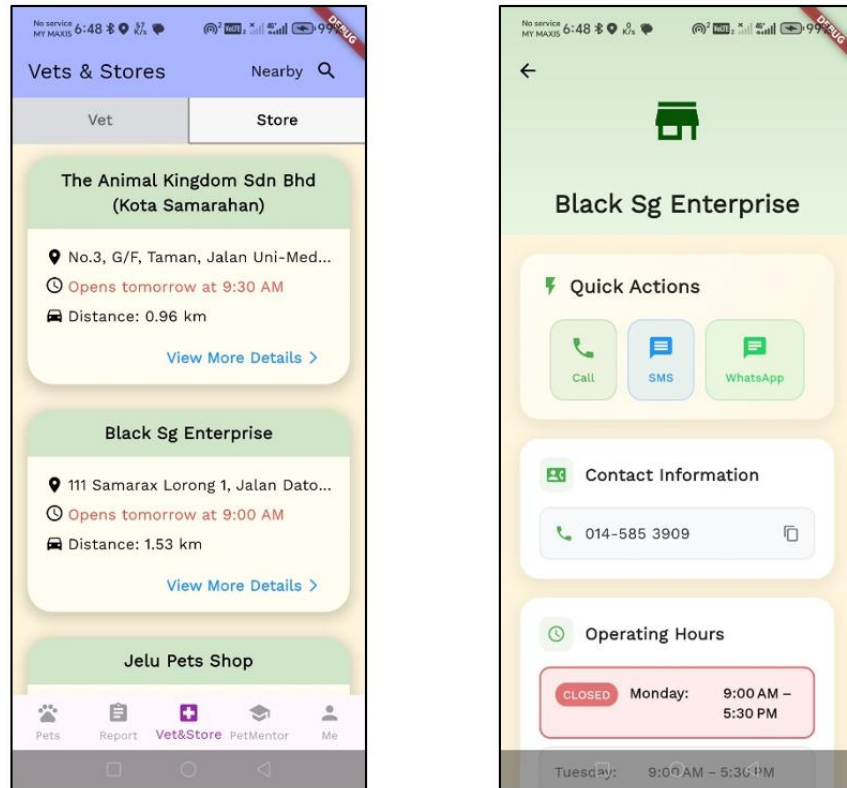 No service
MY MAXIS 6:48
99%
DEBUG
Vets & Stores
Nearby
Vet
Store
The Animal Kingdom Sdn Bhd
(Kota Samarahan)
No.3, G/F, Taman, Jalan Uni-Med...
Opens tomorrow at 9:30 AM
Distance: 0.96 km
View More Details >
Black Sg Enterprise
111 Samarax Lorong 1, Jalan Dato...
Opens tomorrow at 9:00 AM
Distance: 1.53 km
View More Details >
Jelu Pets Shop
Pets
Report
Vet&Store
PetMentor
Me
No service
MY MAXIS 6:48
DEBUG
Black Sg Enterprise
Quick Actions
Call
SMS
WhatsApp
Contact Information
014-585 3909
Operating Hours
CLOSED Monday: 9:00 AM –
5:30 PM
Tuesday: 9:00 AM – 5:30 PM